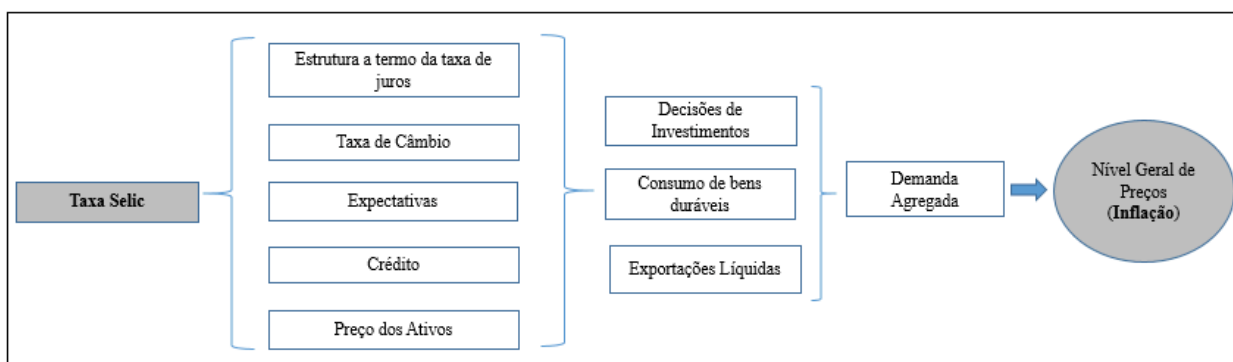 Taxa Selic
Estrutura a termo da taxa de
juros
Taxa de Câmbio
Expectativas
Crédito
Preço dos Ativos
Decisões de
Investimentos
Consumo de bens
duráveis
Exportações Líquidas
Demanda
Agregada
Nível Geral de
Preços
(Inflação)